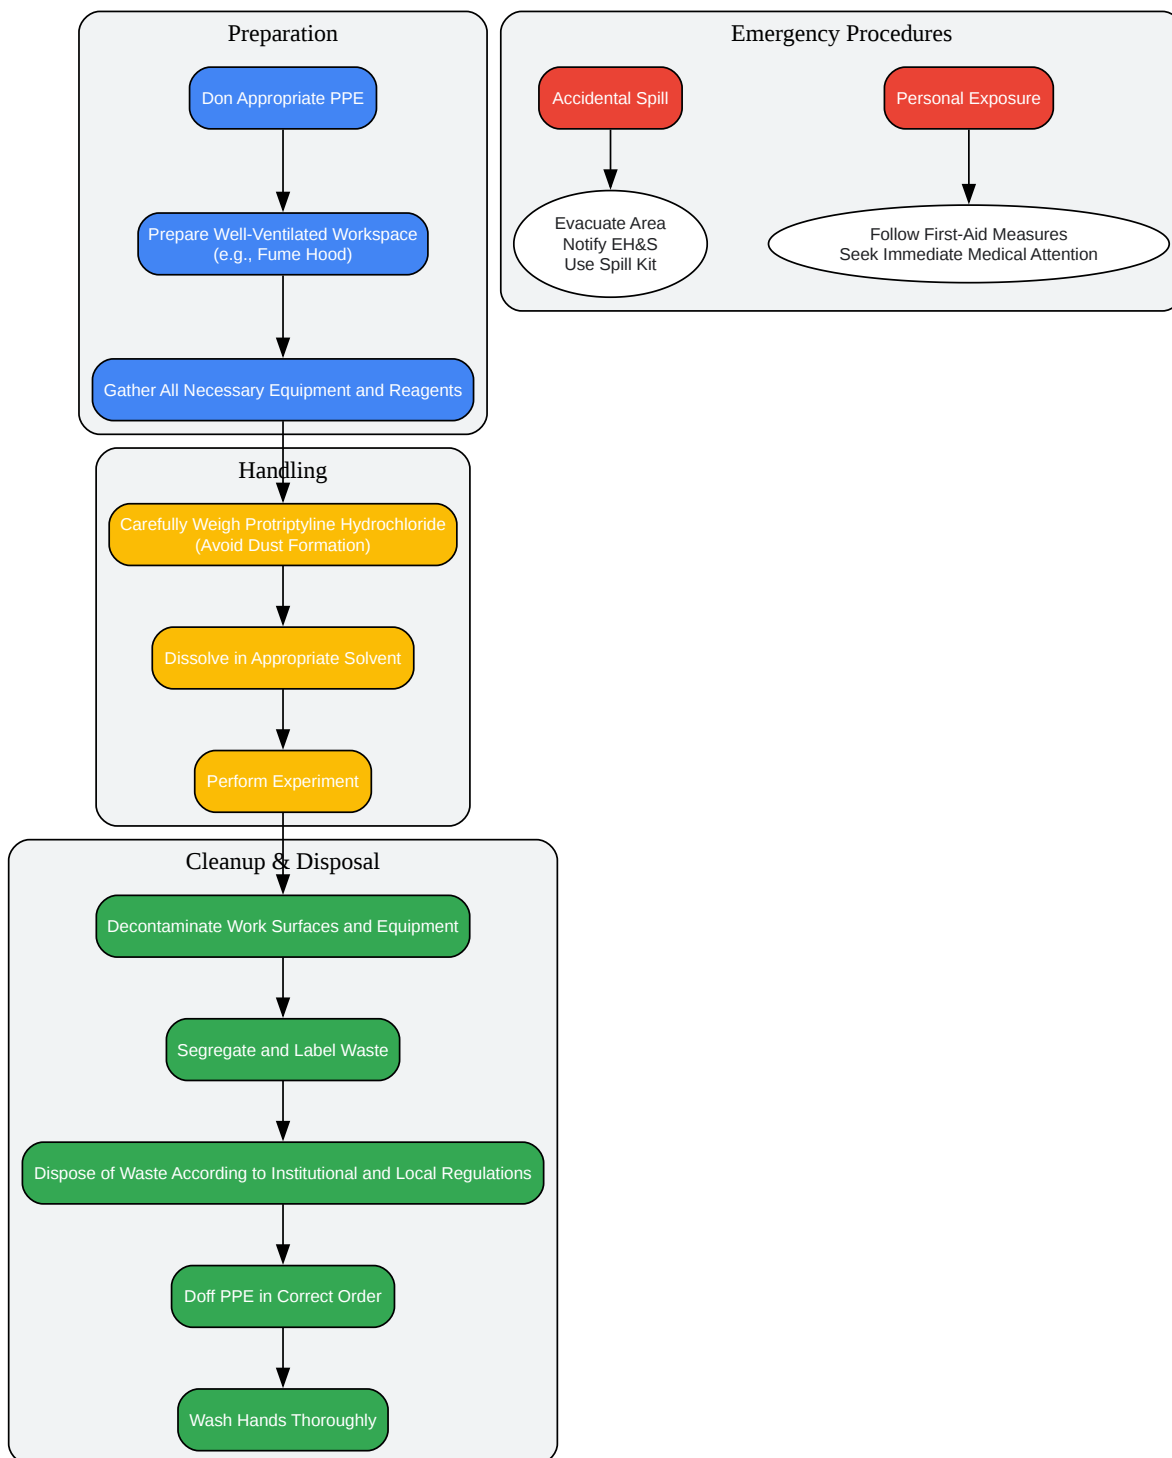 Preparation
Don Appropriate PPE
Prepare Well-Ventilated Workspace
(e.g., Fume Hood)
Gather All Necessary Equipment and Reagents
Emergency Procedures
Accidental Spill
Personal Exposure
Evacuate Area
Notify EH&S
Use Spill Kit
Follow First-Aid Measures
Seek Immediate Medical Attention
Handling
Carefully Weigh Protriptyline Hydrochloride
(Avoid Dust Formation)
Dissolve in Appropriate Solvent
Perform Experiment
Cleanup & Disposal
Decontaminate Work Surfaces and Equipment
Segregate and Label Waste
Dispose of Waste According to Institutional and Local Regulations
Doff PPE in Correct Order
Wash Hands Thoroughly